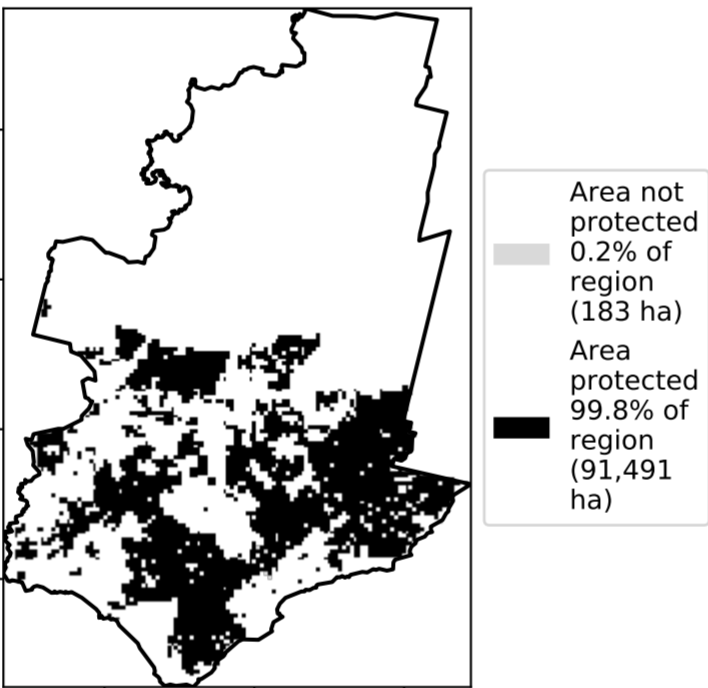 Area not
protected
0.2% of
region
(183 ha)
Area
protected
99.8% of
region
(91,491
ha)